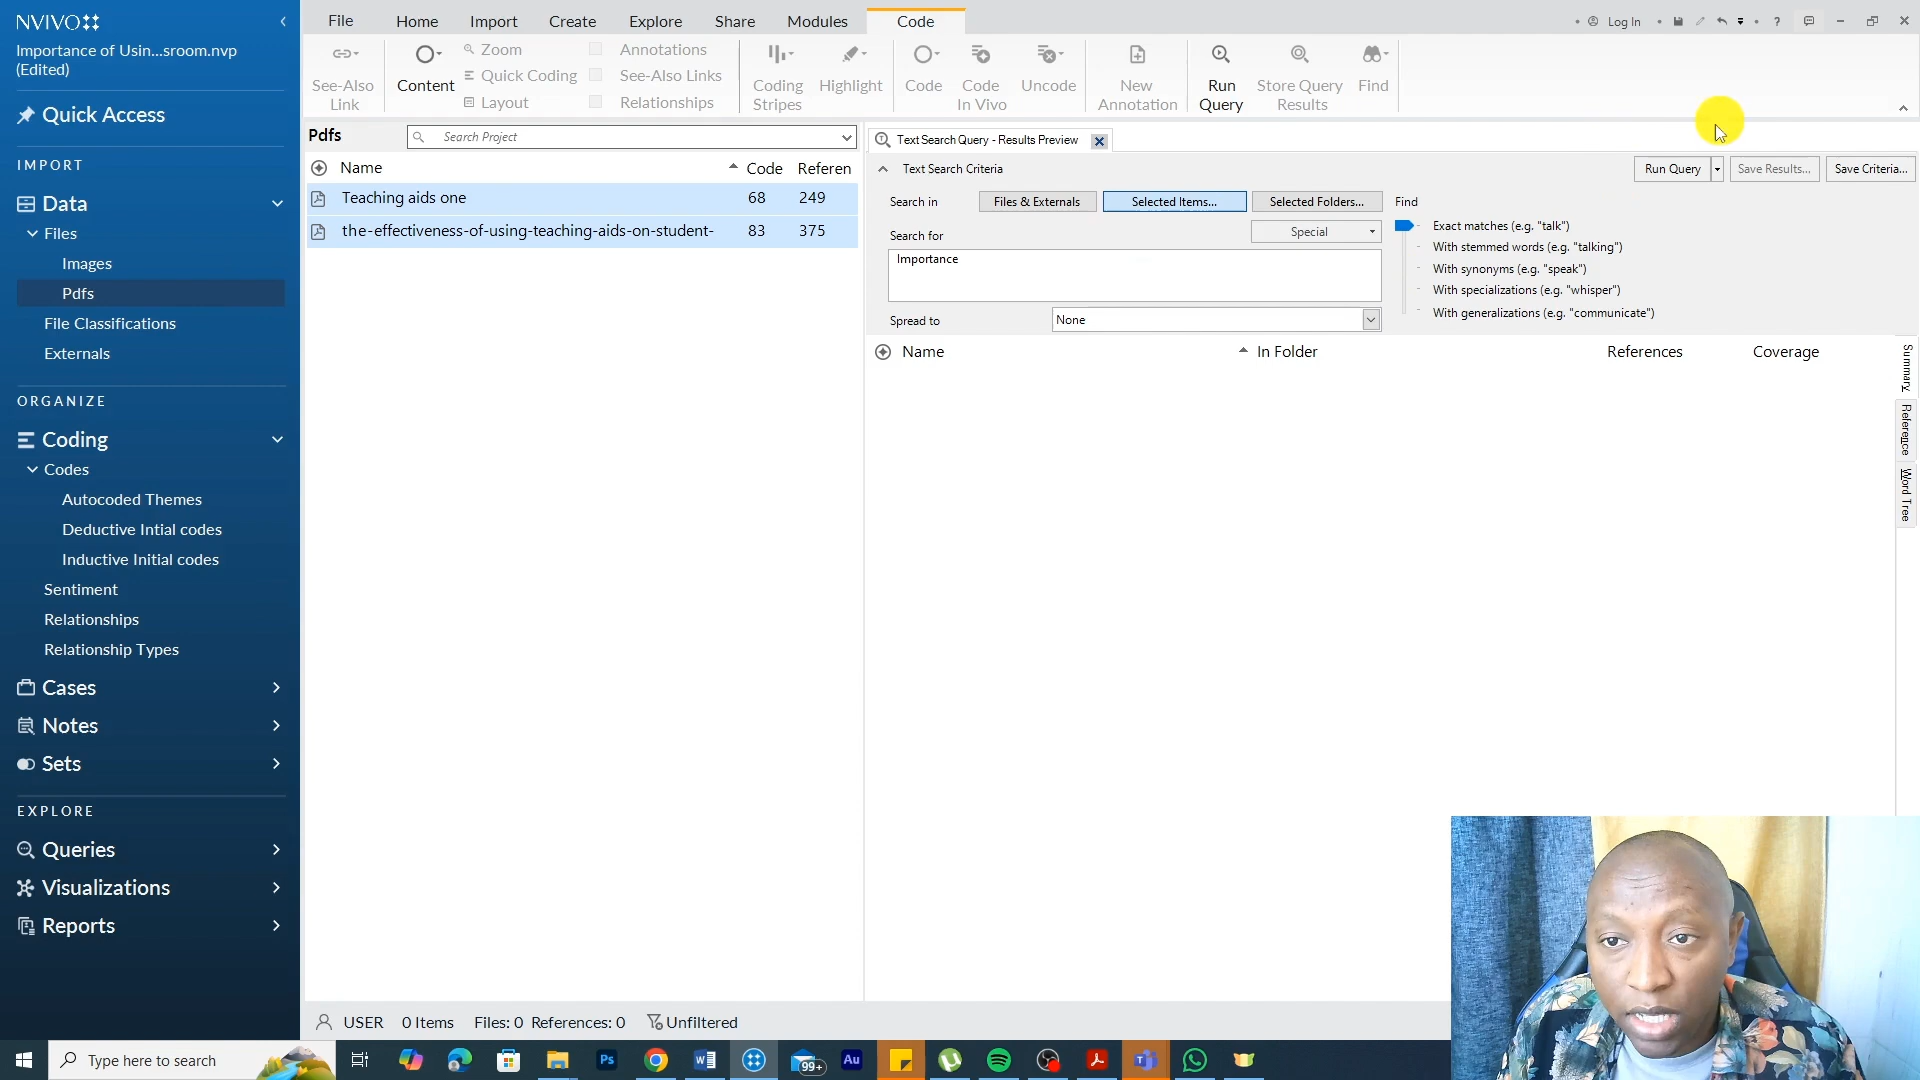 NVIVO
Importance of Usin...sroom.nvp
(Edited)
Quick Access
IMPORT
Data
Files
Images
Pdfs
File Classifications
Externals
ORGANIZE
Coding
Codes
Autocoded Themes
Deductive Intial codes
Inductive Initial codes
Sentiment
Relationships
Relationship Types
Cases
Notes
Sets
EXPLORE
Queries
Visualizations
Reports
File Home Import Create Explore Share Modules Code
Log In ?
See-Also
Link
Content
Zoom
Quick Coding
Layout
Annotations
See-Also Links
Relationships
Coding
Stripes
Highlight
Code
Code
In Vivo
Uncode
New
Annotation
Run
Query
Store Query
Results
Find
Pdfs
Search Project
Name Code Referen
Teaching aids one 68 249
the-effectiveness-of-using-teaching-aids-on-student- 83 375
Text Search Query - Results Preview
Text Search Criteria
Run Query Save Results... Save Criteria...
Search in Files & Externals Selected Items... Selected Folders...
Search for Special
Importance
Spread to None
Find
Exact matches (e.g. "talk")
With stemmed words (e.g. "talking")
With synonyms (e.g. "speak")
With specializations (e.g. "whisper")
With generalizations (e.g. "communicate")
Name In Folder References Coverage
Summary
Reference
Word Tree
USER 0 Items Files: 0 References: 0 Unfiltered
Type here to search
Ps
99+
Au